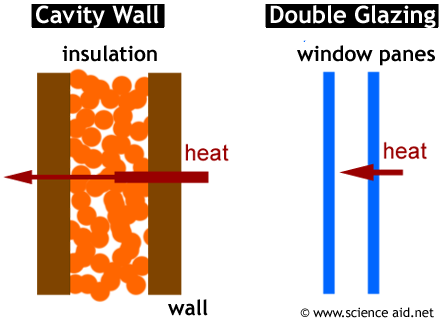 Cavity Wall
insulation
heat
wall
Double Glazing
window panes
heat
© www.science aid.net